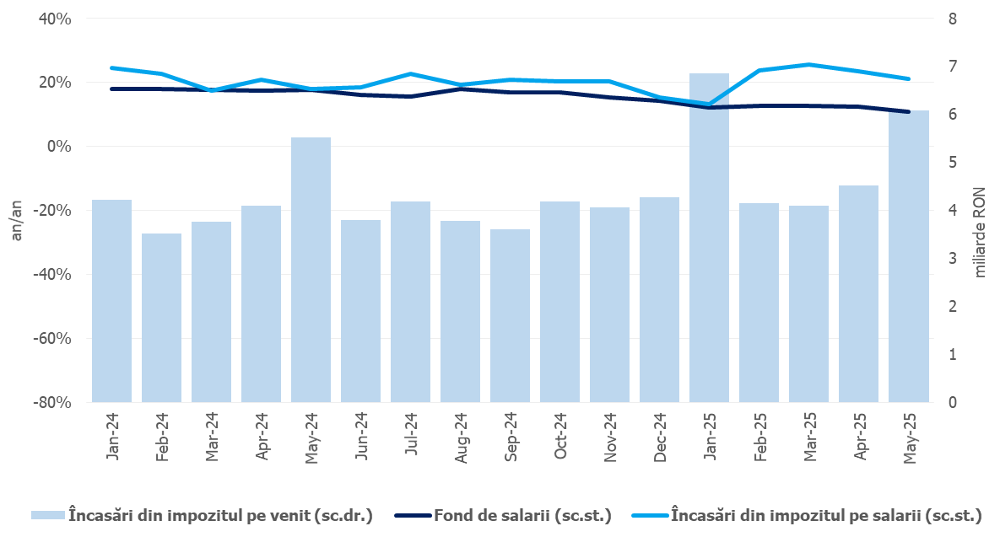 40%
20%
0%
-20%
-40%
-60%
-80%
an/an
8
7
6
5
4
3
2
1
0
miliarde RON
Jan-24
Feb-24
Mar-24
Apr-24
May-24
Jun-24
Jul-24
Aug-24
Sep-24
Oct-24
Nov-24
Dec-24
Jan-25
Feb-25
Mar-25
Apr-25
May-25
Încasări din impozitul pe venit (sc.dr.)
Fond de salarii (sc.st.)
Încasări din impozitul pe salarii (sc.st.)